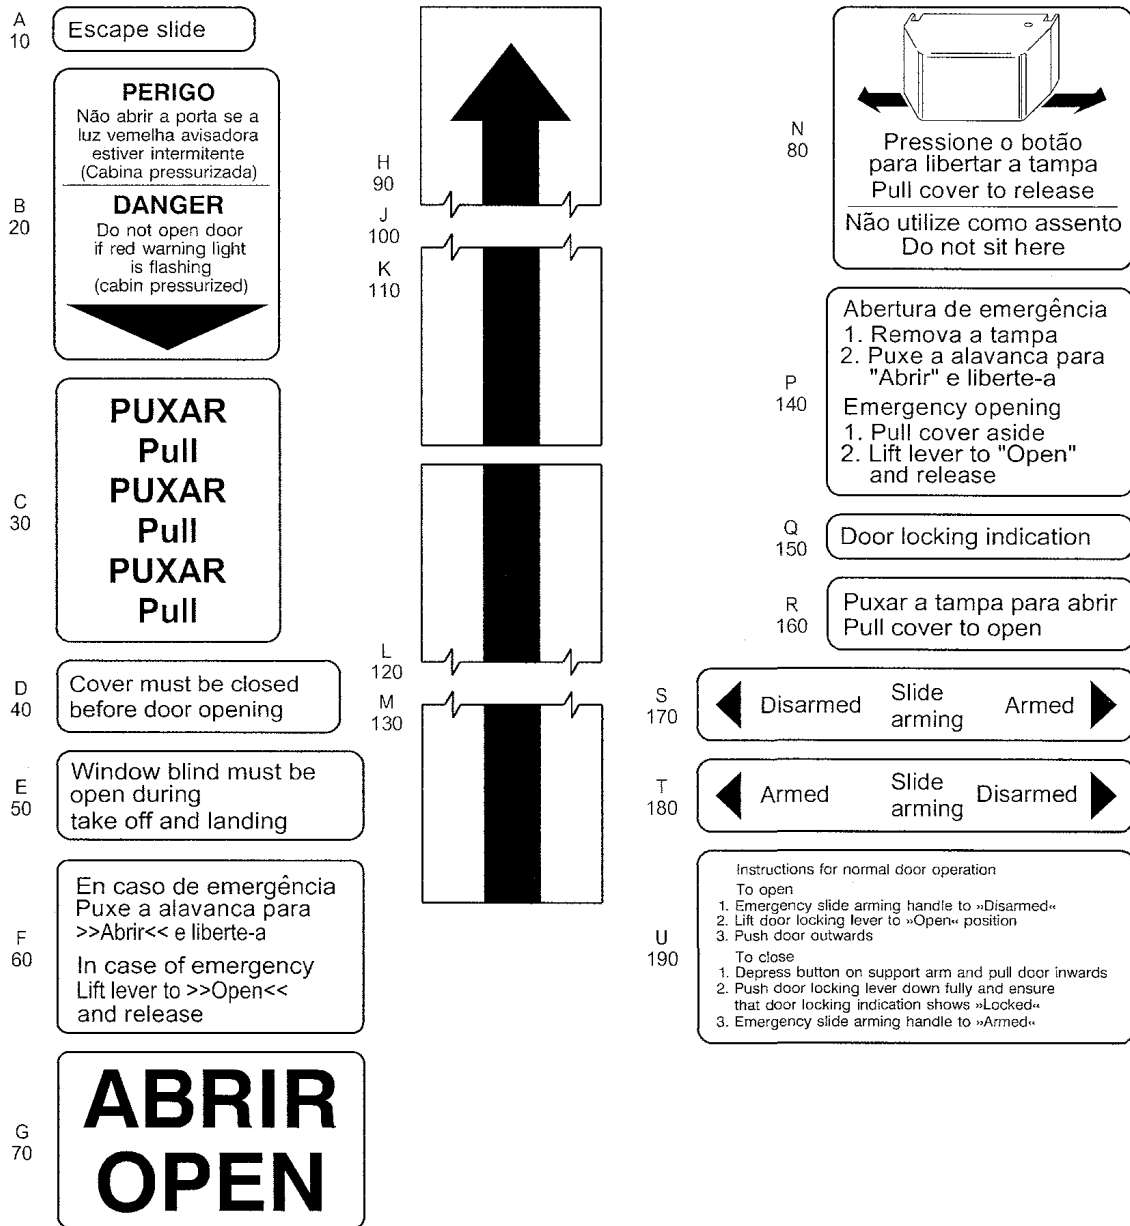 A
10
Escape slide
B
20
PERIGO
Não abrir a porta se a
luz vemelha avisadora
estiver intermitente
(Cabina pressurizada)
DANGER
Do not open door
if red warning light
is flashing
(cabin pressurized)
C
30
PUXAR
Pull
PUXAR
Pull
PUXAR
Pull
D
40
Cover must be closed
before door opening
E
50
Window blind must be
open during
take off and landing
F
60
En caso de emergência
Puxe a alavanca para
>>Abrir<< e liberte-a
In case of emergency
Lift lever to >>Open<<
and release
G
70
ABRIR
OPEN
H
90
J
100
K
110
L
120
M
130
N
80
Pressione o botão
para libertar a tampa
Pull cover to release
Não utilize como assento
Do not sit here
P
140
Abertura de emergência
1. Remova a tampa
2. Puxe a alavanca para
"Abrir" e liberte-a
Emergency opening
1. Pull cover aside
2. Lift lever to "Open"
and release
Q
150
Door locking indication
R
160
Puxar a tampa para abrir
Pull cover to open
S
170
Disarmed Slide arming Armed
T
180
Armed Slide arming Disarmed
U
190
Instructions for normal door operation
To open
1. Emergency slide arming handle to »Disarmed«
2. Lift door locking lever to »Open« position
3. Push door outwards
To close
1. Depress button on support arm and pull door inwards
2. Push door locking lever down fully and ensure
that door locking indication shows »Locked«
3. Emergency slide arming handle to »Armed«